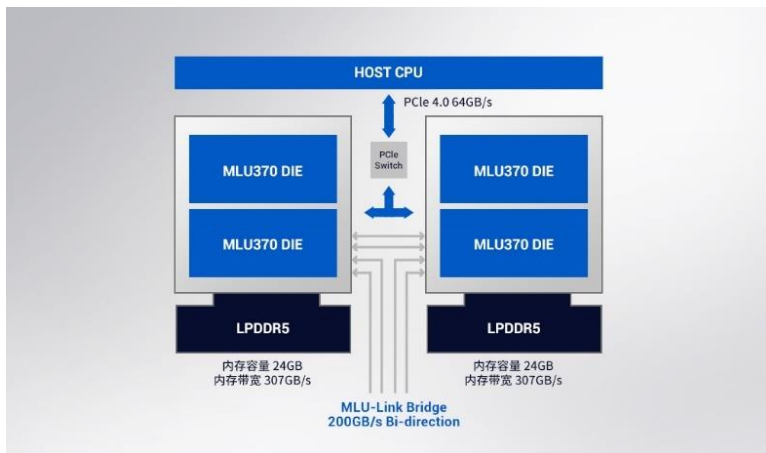 HOST CPU
PCle 4.0 64GB/s
PCle
Switch
MLU370 DIE
MLU370 DIE
MLU370 DIE
MLU370 DIE
LPDDR5
LPDDR5
内存容量 24GB
内存带宽 307GB/s
内存容量 24GB
内存带宽 307GB/s
MLU-Link Bridge
200GB/s Bi-direction